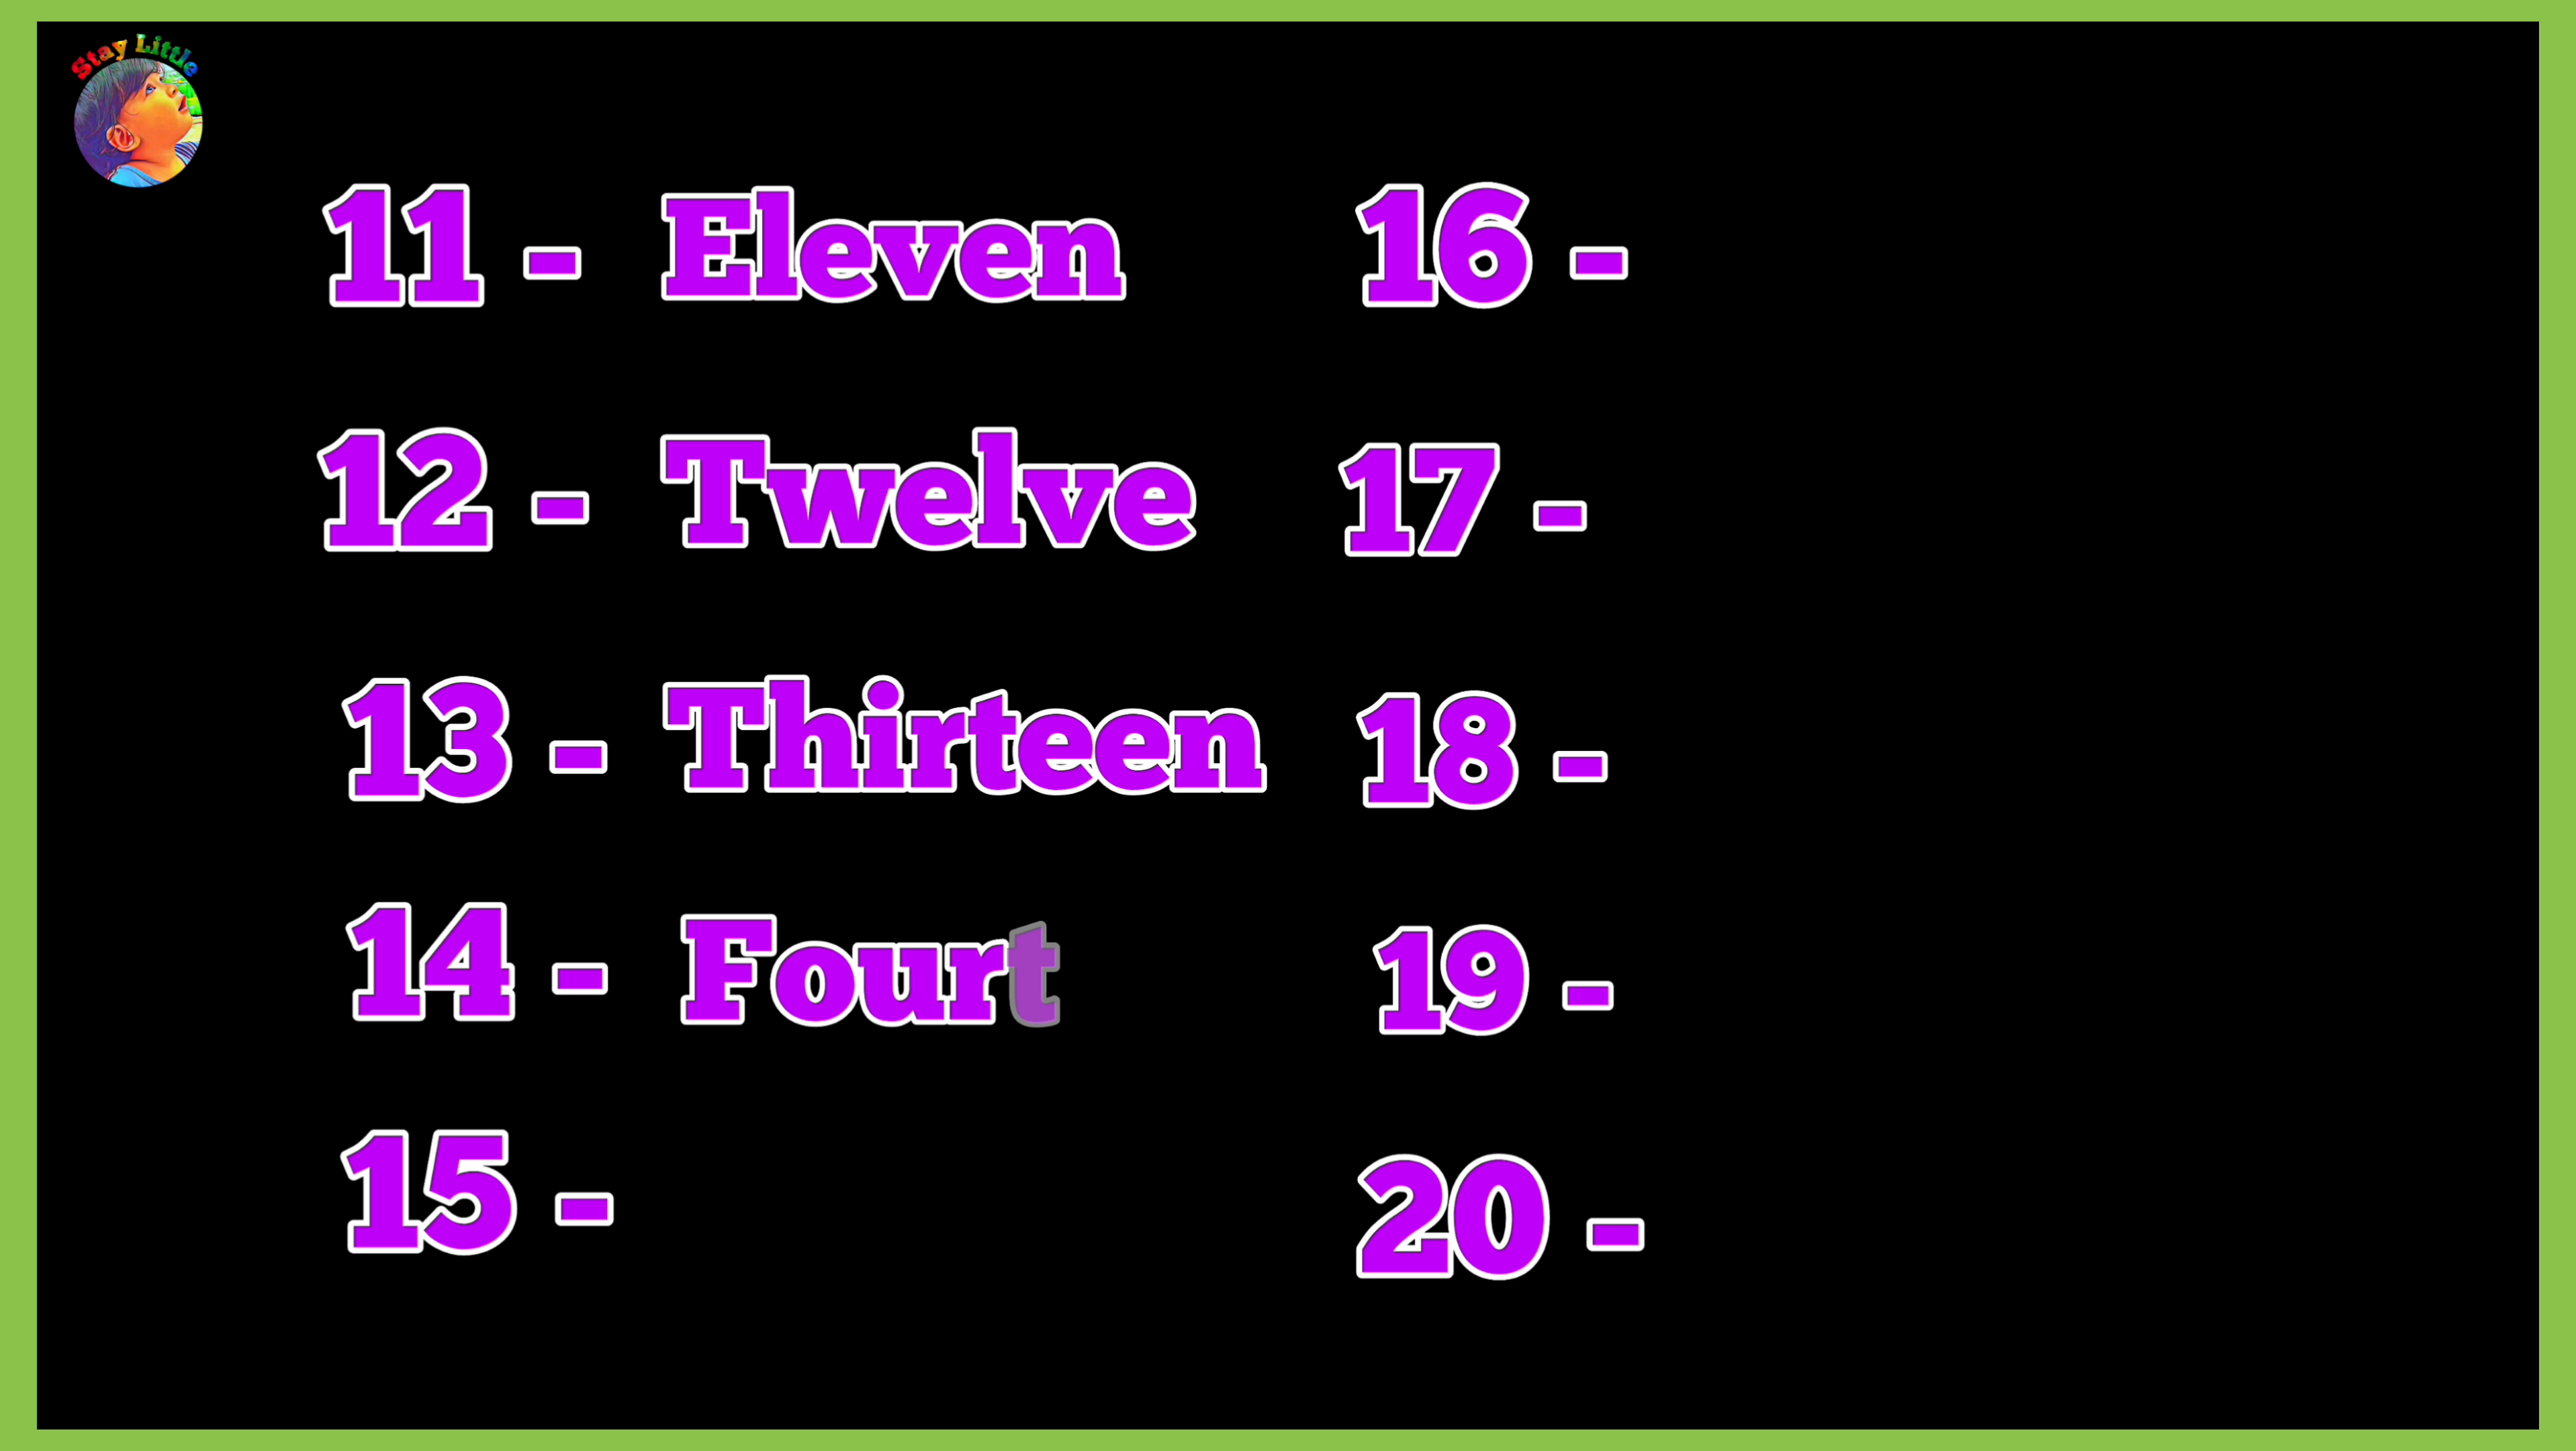 Stay Little
11 - Eleven
12 - Twelve
13 - Thirteen
14 - Fourt
15 -
16 -
17 -
18 -
19 -
20 -